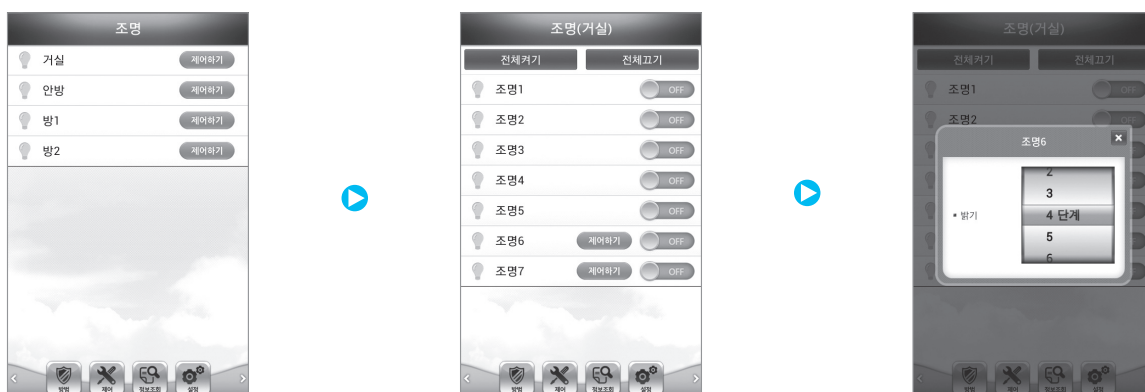 조명
거실 제어하기
안방 제어하기
방1 제어하기
방2 제어하기
방범 제어 정보조회 설정
조명(거실)
전체켜기 전체끄기
조명1 OFF
조명2 OFF
조명3 OFF
조명4 OFF
조명5 OFF
조명6 제어하기 OFF
조명7 제어하기 OFF
방범 제어 정보조회 설정
조명(거실)
전체켜기 전체끄기
조명1 OFF
조명2 OFF
조명6
2
3
• 밝기 4 단계
5
6
방범 제어 정보조회 설정